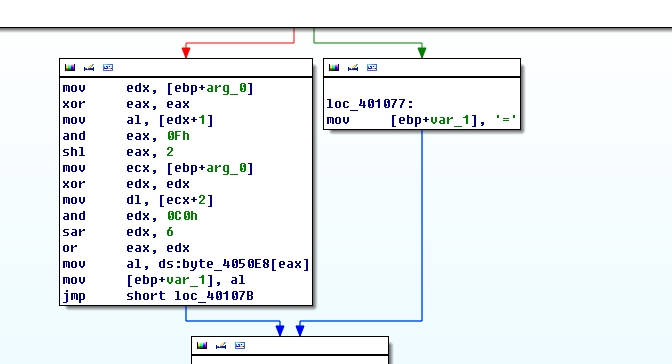 mov     edx, [ebp+arg_0]
xor     eax, eax
mov     al, [edx+1]
and     eax, 0Fh
shl     eax, 2
mov     ecx, [ebp+arg_0]
xor     edx, edx
mov     dl, [ecx+2]
and     edx, 0C0h
sar     edx, 6
or      eax, edx
mov     al, ds:byte_4050E8[eax]
mov     [ebp+var_1], al
jmp     short loc_40107B
loc_401077:
mov     [ebp+var_1], '='